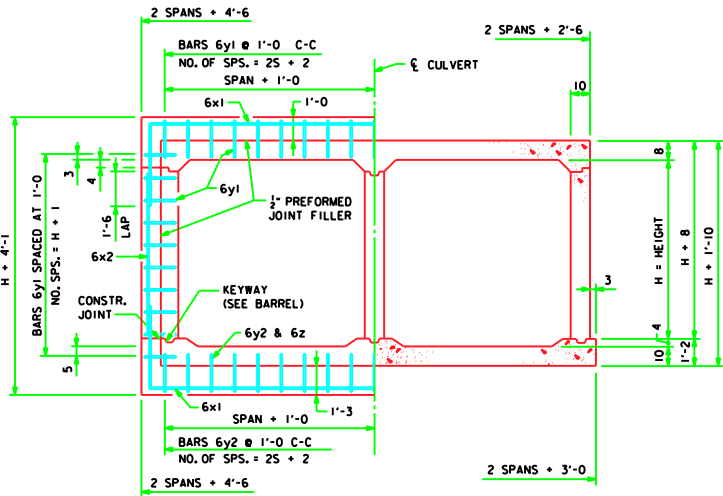 2 SPANS + 4'-6
BARS 6y1 @ 1'-0 C-C
NO. OF SPS. = 2S + 2
SPAN + 1'-0
℄ CULVERT
2 SPANS + 2'-6
10
6x1
1'-0
3
4
8
6y1
½" PREFORMED
JOINT FILLER
1'-6
LAP
6x2
H + 4'-1
BARS 6y1 SPACED AT 1'-0
NO. SPS. = H + 1
H = HEIGHT
H + 8
H + 1'-10
CONSTR.
JOINT
KEYWAY
(SEE BARREL)
3
6y2 & 6z
4
10
1'-2
5
6x1
1'-3
SPAN + 1'-0
BARS 6y2 @ 1'-0 C-C
NO. OF SPS. = 2S + 2
2 SPANS + 3'-0
2 SPANS + 4'-6